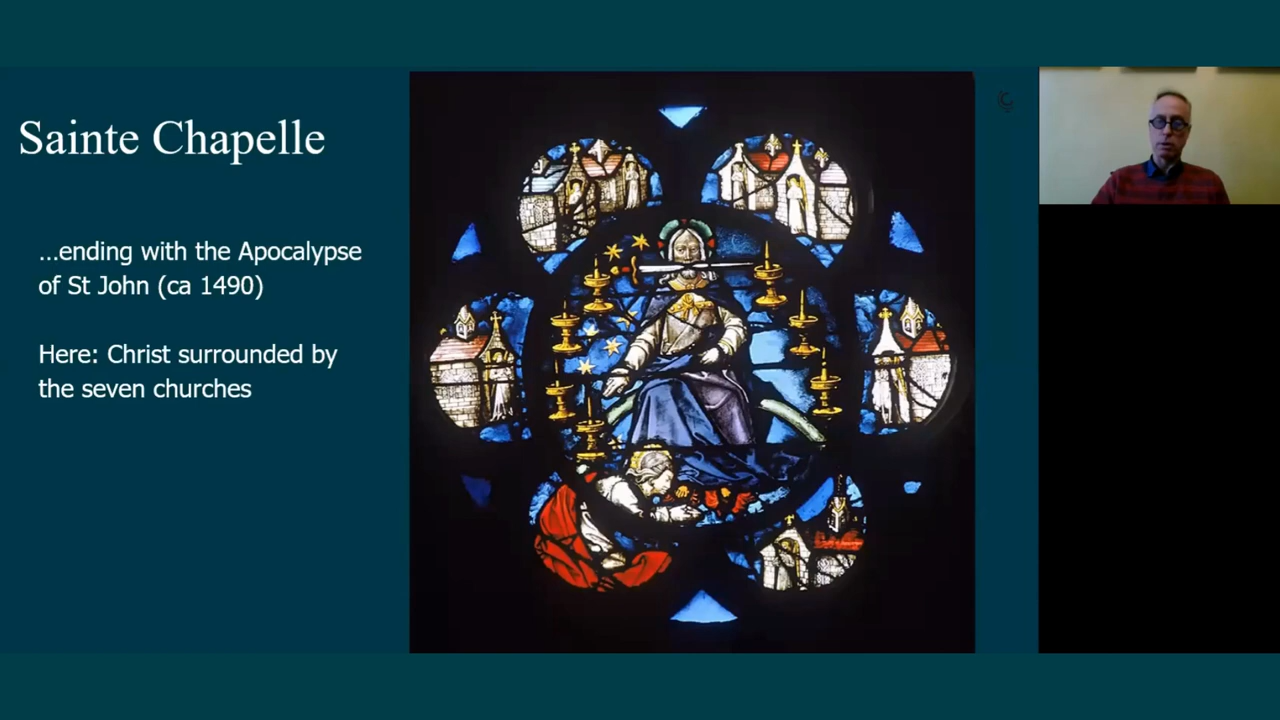 Sainte Chapelle
...ending with the Apocalypse
of St John (ca 1490)
Here: Christ surrounded by
the seven churches